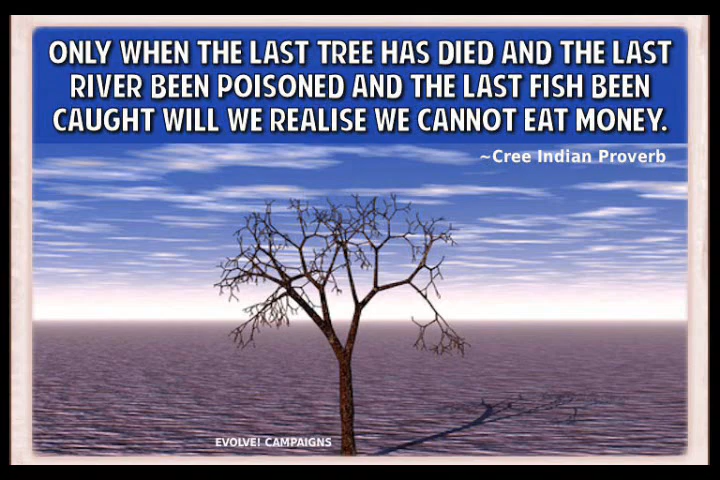 ONLY WHEN THE LAST TREE HAS DIED AND THE LAST
RIVER BEEN POISONED AND THE LAST FISH BEEN
CAUGHT WILL WE REALISE WE CANNOT EAT MONEY.
~Cree Indian Proverb
EVOLVE! CAMPAIGNS